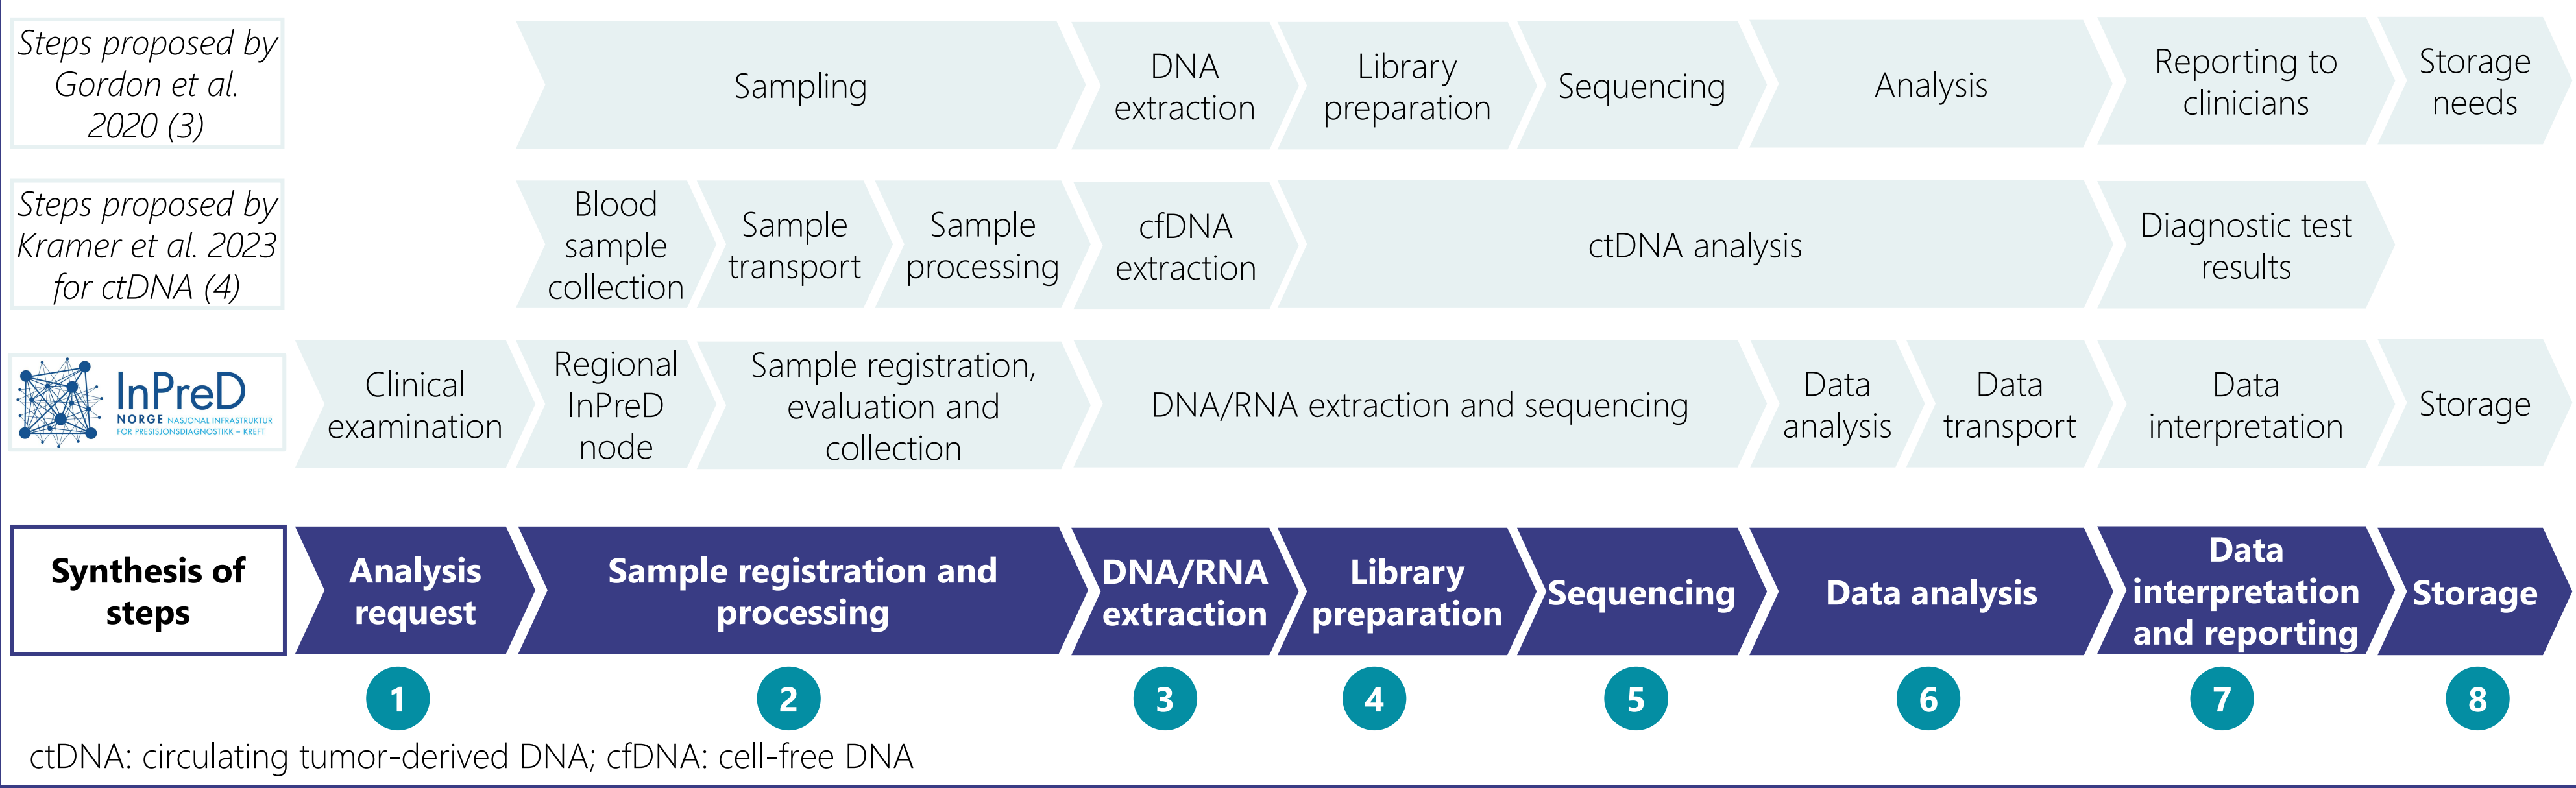 Steps proposed by
Gordon et al.
2020 (3)
Sampling
DNA
extraction
Library
preparation
Sequencing
Analysis
Reporting to
clinicians
Storage
needs
Steps proposed by
Kramer et al. 2023
for ctDNA (4)
Blood
sample
collection
Sample
transport
Sample
processing
cfDNA
extraction
ctDNA analysis
Diagnostic test
results
InPreD
NORGE NASJONAL INFRASTRUKTUR
FOR PRESISJONSDIAGNOSTIKK – KREFT
Clinical
examination
Regional
InPreD
node
Sample registration,
evaluation and
collection
DNA/RNA extraction and sequencing
Data
analysis
Data
transport
Data
interpretation
Storage
Synthesis of
steps
Analysis
request
Sample registration and
processing
DNA/RNA
extraction
Library
preparation
Sequencing
Data analysis
Data
interpretation
and reporting
Storage
1
2
3
4
5
6
7
8
ctDNA: circulating tumor-derived DNA; cfDNA: cell-free DNA